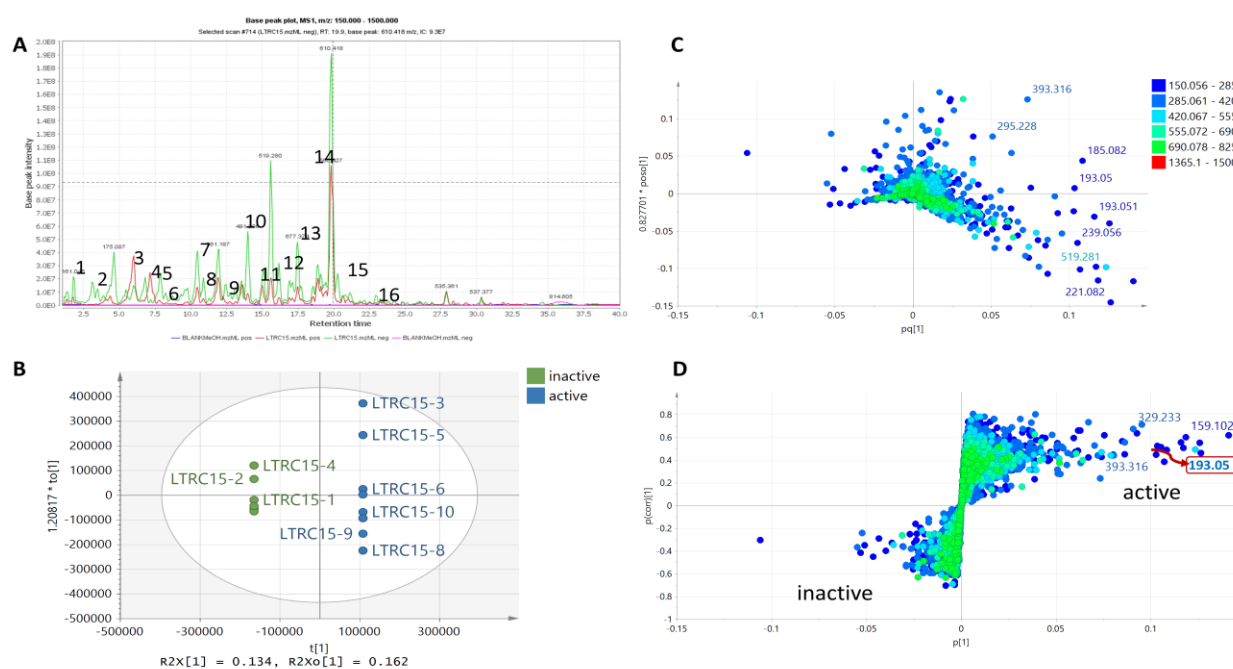 A
Base peak plot, MS1, m/z: 150.000 - 1500.000
Selected scan #714 (LTRC15.mzML neg), RT: 19.9, base peak: 610.418 m/z, IC: 9.3E7
Base peak intensity
2.0E8
1.9E8
1.8E8
1.7E8
1.6E8
1.5E8
1.4E8
1.3E8
1.2E8
1.1E8
1.0E8
9.0E7
8.0E7
7.0E7
6.0E7
5.0E7
4.0E7
3.0E7
2.0E7
1.0E7
0.0E0
610.418
519.280
175.097
535.361
537.377
914.605
1
2
3
4
5
6
7
8
9
10
11
12
13
14
15
16
2.5 5.0 7.5 10.0 12.5 15.0 17.5 20.0 22.5 25.0 27.5 30.0 32.5 35.0 37.5 40.0
Retention time
BLANKMeOH.mzML pos LTRC15.mzML pos LTRC15.mzML neg BLANKMeOH.mzML neg
B
inactive
active
1.20817 * to[1]
400000
300000
200000
100000
0
-100000
-200000
-300000
-400000
-500000
LTRC15-3
LTRC15-5
LTRC15-4
LTRC15-2
LTRC15-6
LTRC15-1
LTRC15-10
LTRC15-9
LTRC15-8
-500000 -300000 -100000 100000 300000
t[1]
R2X[1] = 0.134, R2Xo[1] = 0.162
C
0.827701 * poso[1]
0.1
0.05
0
-0.05
-0.1
-0.15
393.316
295.228
185.082
193.05
193.051
239.056
519.281
221.082
-0.1 -0.05 0 0.05 0.1
pq[1]
150.056 - 285
285.061 - 420
420.067 - 555
555.072 - 690
690.078 - 825
1365.1 - 1500
D
p(corr)[1]
0.8
0.6
0.4
0.2
0
-0.2
-0.4
-0.6
-0.8
-1
329.233
159.102
393.316
193.05
active
inactive
-0.15 -0.1 -0.05 0 0.05 0.1
p[1]